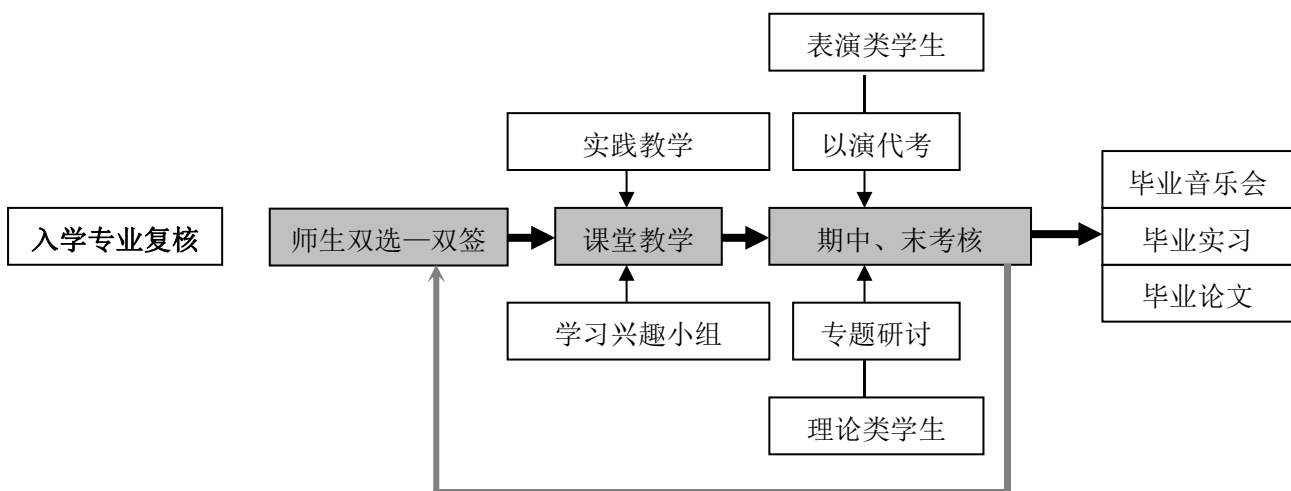 表演类学生
实践教学
以演代考
毕业音乐会
入学专业复核
师生双选—双签
课堂教学
期中、末考核
毕业实习
毕业论文
学习兴趣小组
专题研讨
理论类学生